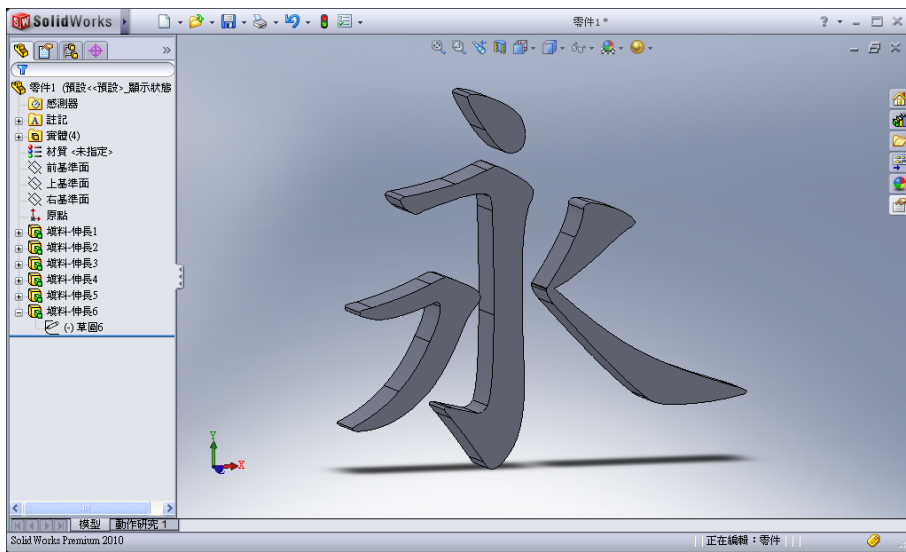 SolidWorks
零件1 *
零件1 (預設<<預設>_顯示狀態
感測器
A 註記
實體(4)
材質 <未指定>
前基準面
上基準面
右基準面
原點
填料-伸長1
填料-伸長2
填料-伸長3
填料-伸長4
填料-伸長5
填料-伸長6
(-) 草圖6
永
Y
X
模型 動作研究 1
SolidWorks Premium 2010
正在編輯：零件